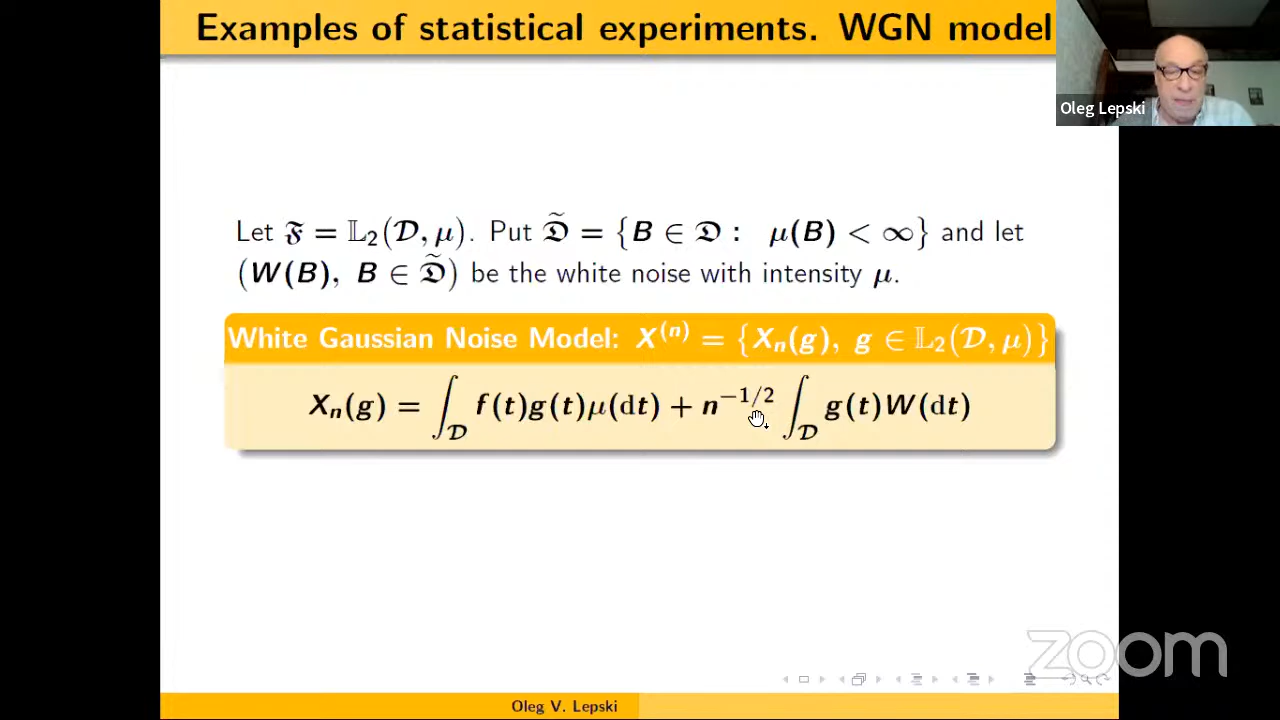 Examples of statistical experiments. WGN model
Oleg Lepski
Let 𝕱 = 𝕃₂(𝒟, μ). Put 𝕯̃ = {B ∈ 𝕯 : μ(B) < ∞} and let
(W(B), B ∈ 𝕯̃) be the white noise with intensity μ.
White Gaussian Noise Model: X⁽ⁿ⁾ = {Xₙ(g), g ∈ 𝕃₂(𝒟, μ)}
Xₙ(g) = ∫_𝒟 f(t)g(t)μ(dt) + n^{−1/2} ∫_𝒟 g(t)W(dt)
zoom
Oleg V. Lepski